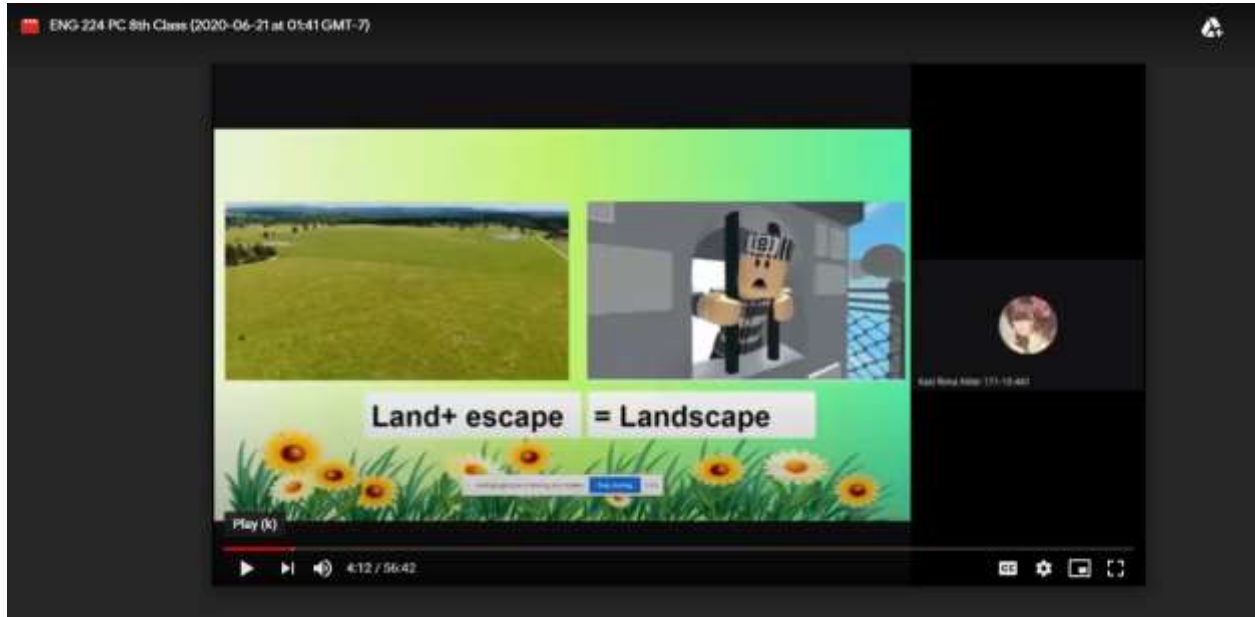 ENG 224 PC 8th Class (2020-06-21 at 01:41 GMT-7)
Land+ escape = Landscape
Play (k)
4:12 / 56:42
CC